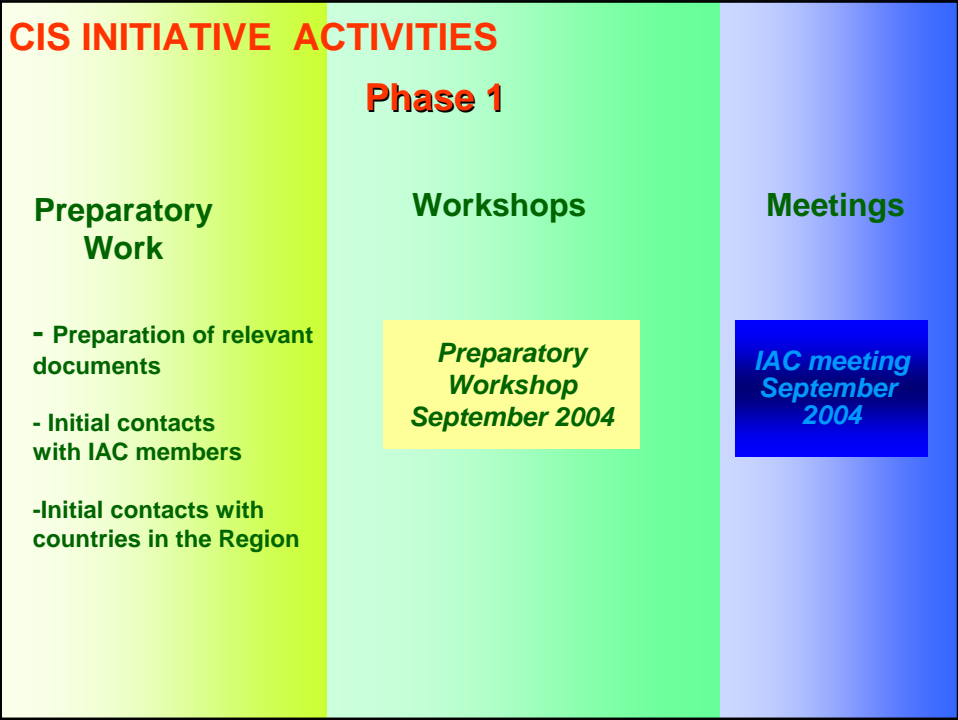 CIS INITIATIVE  ACTIVITIES
Phase 1
Preparatory
Work
- Preparation of relevant
documents
- Initial contacts
with IAC members
-Initial contacts with
countries in the Region
Workshops
Preparatory
Workshop
September 2004
Meetings
IAC meeting
September
2004